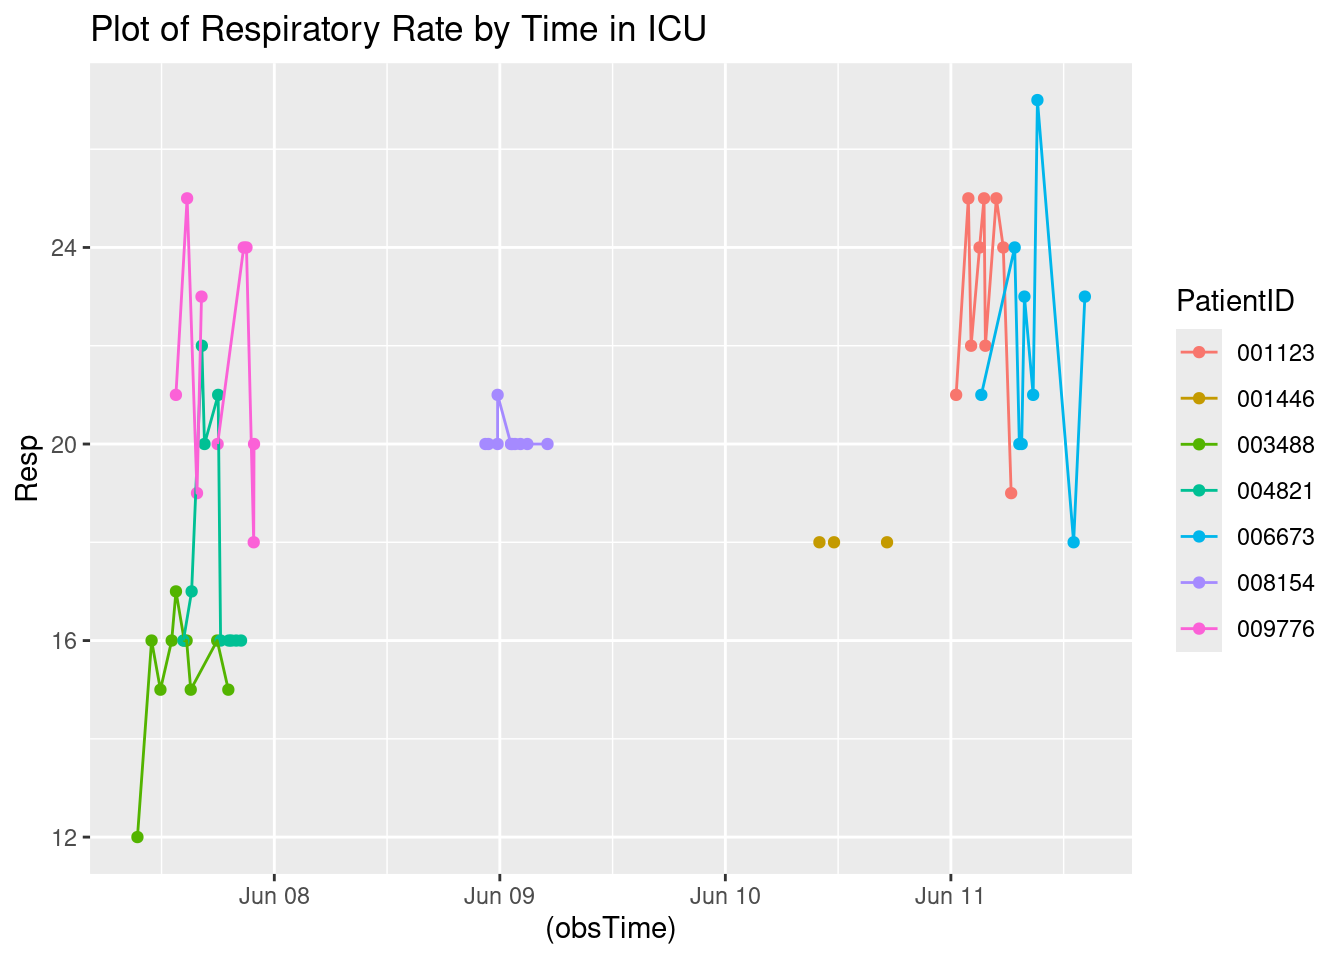 Plot of Respiratory Rate by Time in ICU
Resp
24
20
16
12
Jun 08 Jun 09 Jun 10 Jun 11
(obsTime)
PatientID
001123
001446
003488
004821
006673
008154
009776